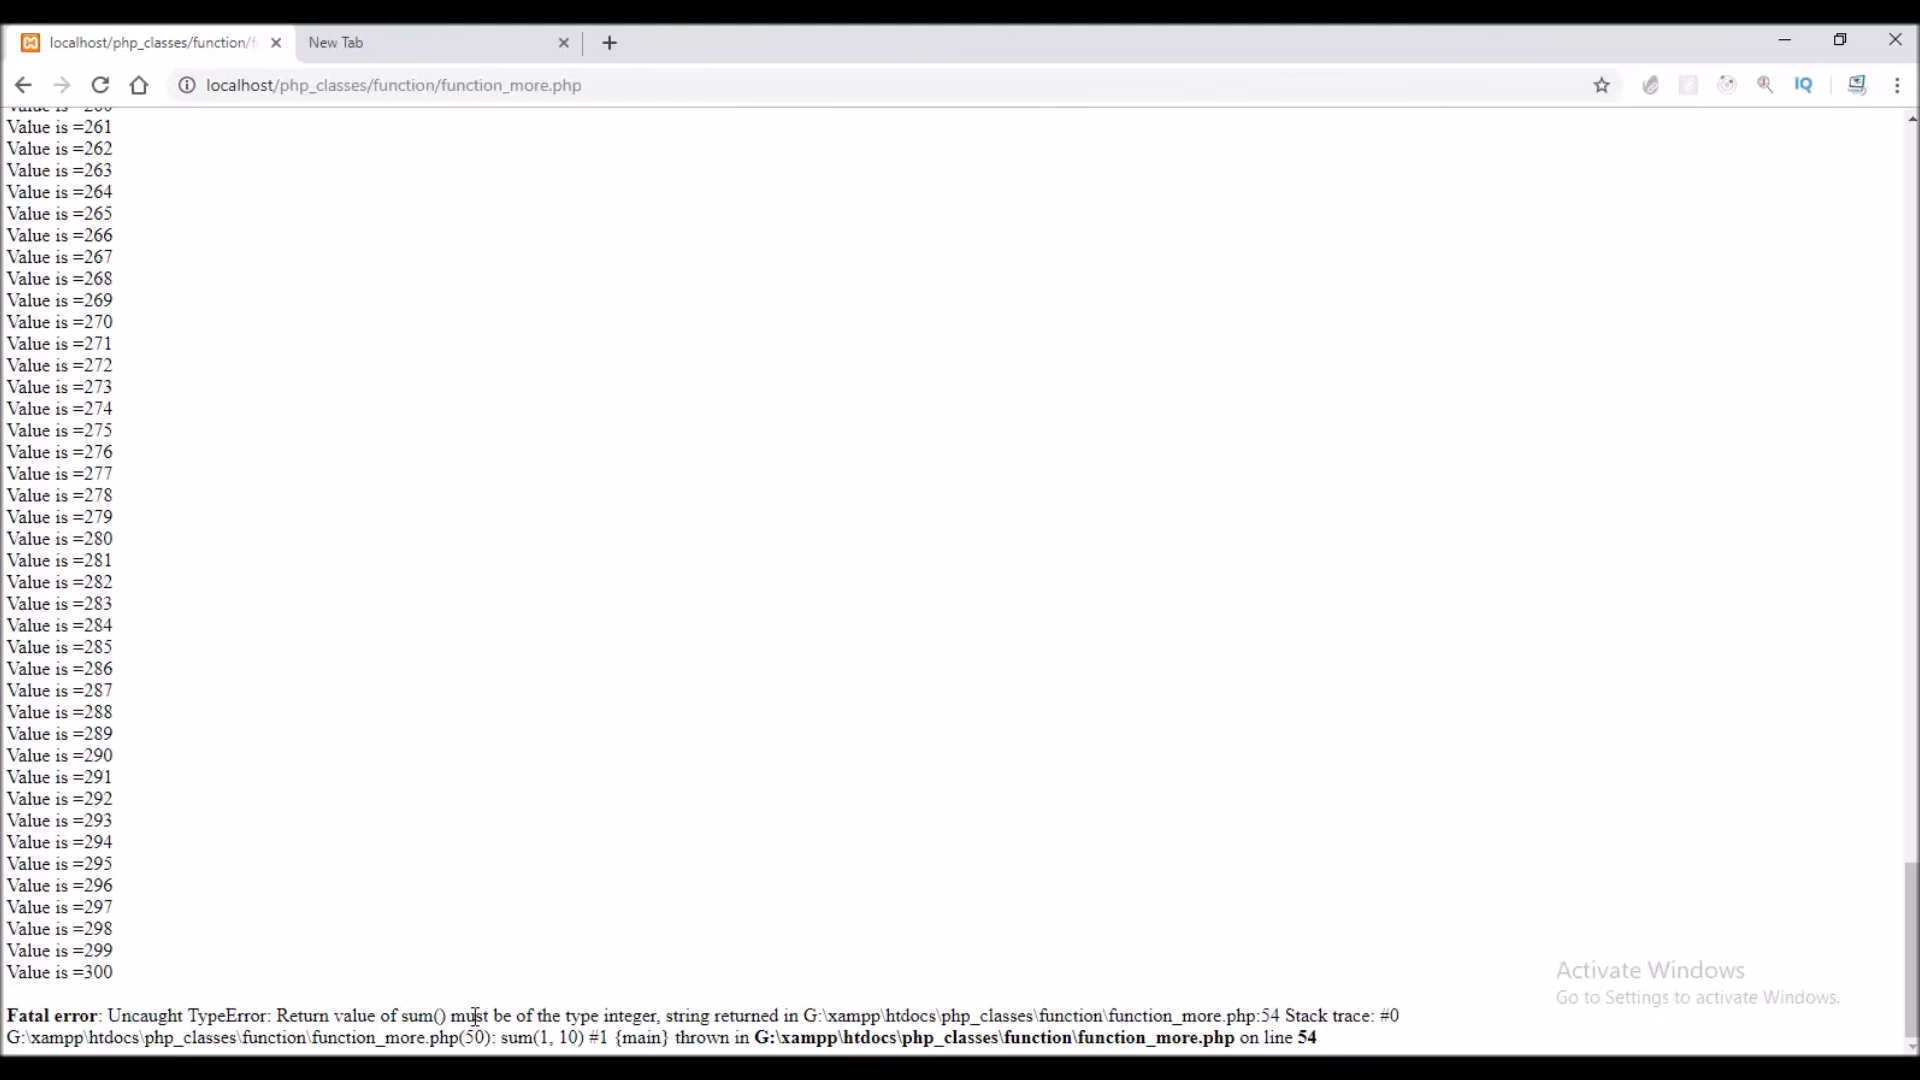 localhost/php_classes/function/f
New Tab
localhost/php_classes/function/function_more.php
IQ
Value is =260
Value is =261
Value is =262
Value is =263
Value is =264
Value is =265
Value is =266
Value is =267
Value is =268
Value is =269
Value is =270
Value is =271
Value is =272
Value is =273
Value is =274
Value is =275
Value is =276
Value is =277
Value is =278
Value is =279
Value is =280
Value is =281
Value is =282
Value is =283
Value is =284
Value is =285
Value is =286
Value is =287
Value is =288
Value is =289
Value is =290
Value is =291
Value is =292
Value is =293
Value is =294
Value is =295
Value is =296
Value is =297
Value is =298
Value is =299
Value is =300
Activate Windows
Go to Settings to activate Windows.
Fatal error: Uncaught TypeError: Return value of sum() must be of the type integer, string returned in G:\xampp\htdocs\php_classes\function\function_more.php:54 Stack trace: #0
G:\xampp\htdocs\php_classes\function\function_more.php(50): sum(1, 10) #1 {main} thrown in G:\xampp\htdocs\php_classes\function\function_more.php on line 54